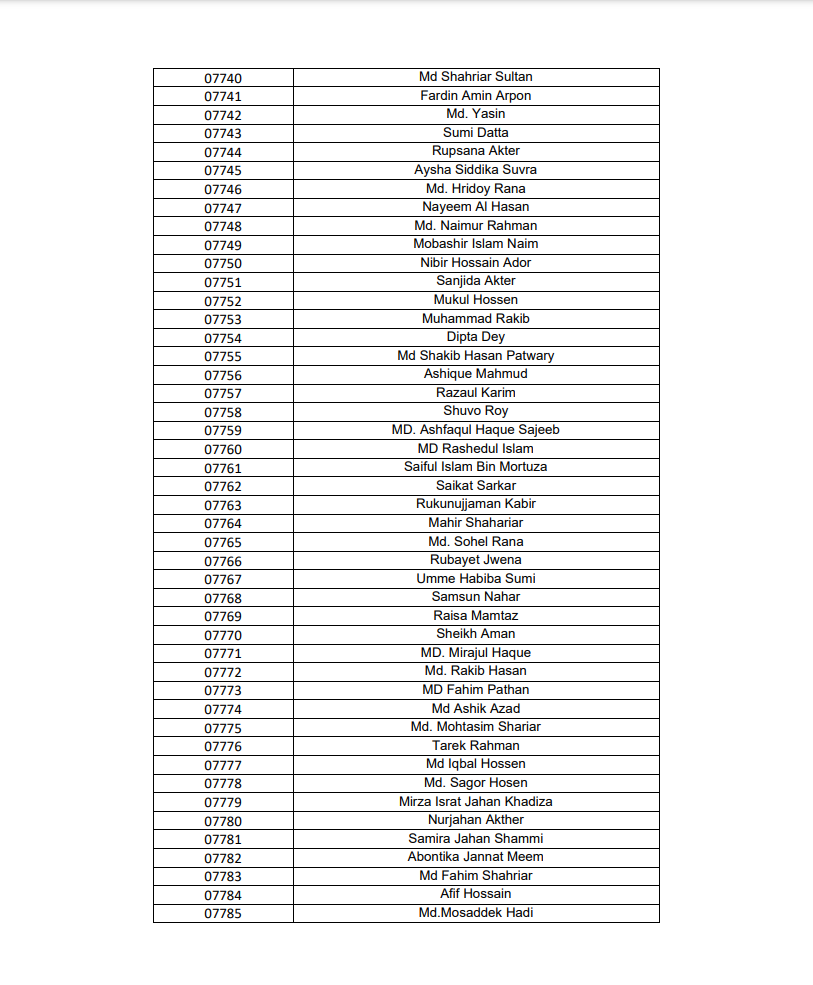 07740 Md Shahriar Sultan
07741 Fardin Amin Arpon
07742 Md. Yasin
07743 Sumi Datta
07744 Rupsana Akter
07745 Aysha Siddika Suvra
07746 Md. Hridoy Rana
07747 Nayeem Al Hasan
07748 Md. Naimur Rahman
07749 Mobashir Islam Naim
07750 Nibir Hossain Ador
07751 Sanjida Akter
07752 Mukul Hossen
07753 Muhammad Rakib
07754 Dipta Dey
07755 Md Shakib Hasan Patwary
07756 Ashique Mahmud
07757 Razaul Karim
07758 Shuvo Roy
07759 MD. Ashfaqul Haque Sajeeb
07760 MD Rashedul Islam
07761 Saiful Islam Bin Mortuza
07762 Saikat Sarkar
07763 Rukunujjaman Kabir
07764 Mahir Shahariar
07765 Md. Sohel Rana
07766 Rubayet Jwena
07767 Umme Habiba Sumi
07768 Samsun Nahar
07769 Raisa Mamtaz
07770 Sheikh Aman
07771 MD. Mirajul Haque
07772 Md. Rakib Hasan
07773 MD Fahim Pathan
07774 Md Ashik Azad
07775 Md. Mohtasim Shariar
07776 Tarek Rahman
07777 Md Iqbal Hossen
07778 Md. Sagor Hosen
07779 Mirza Israt Jahan Khadiza
07780 Nurjahan Akther
07781 Samira Jahan Shammi
07782 Abontika Jannat Meem
07783 Md Fahim Shahriar
07784 Afif Hossain
07785 Md.Mosaddek Hadi